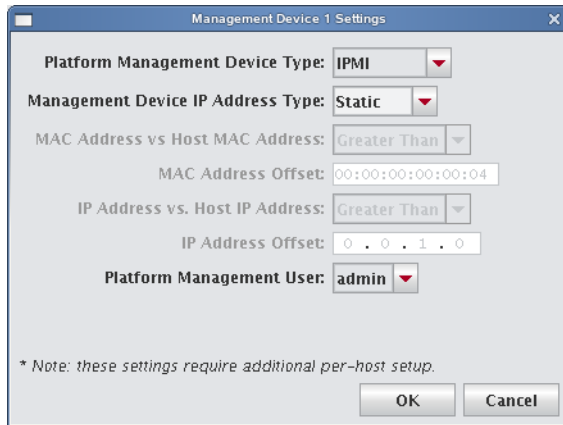 Management Device 1 Settings
Platform Management Device Type: IPMI
Management Device IP Address Type: Static
MAC Address vs Host MAC Address: Greater Than
MAC Address Offset: 00:00:00:00:00:04
IP Address vs. Host IP Address: Greater Than
IP Address Offset: 0 . 0 . 1 . 0
Platform Management User: admin
* Note: these settings require additional per-host setup.
OK Cancel